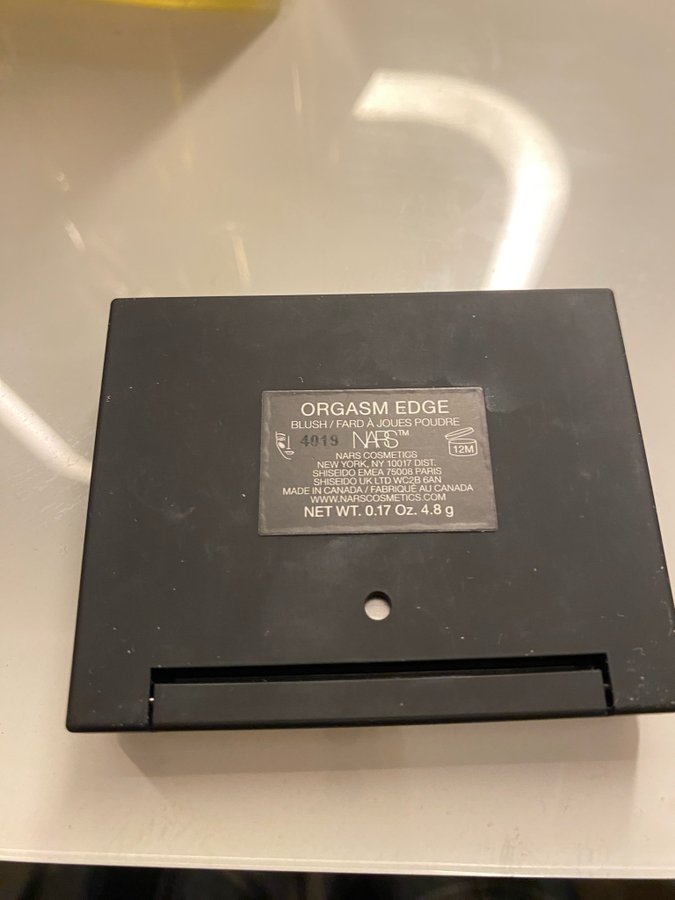 ORGASM EDGE
BLUSH / FARD À JOUES POUDRE
4019 NARS™ 12M
NARS COSMETICS
NEW YORK, NY 10017 DIST.
SHISEIDO EMEA 75008 PARIS
SHISEIDO UK LTD WC2B 6AN
MADE IN CANADA / FABRIQUÉ AU CANADA
WWW.NARSCOSMETICS.COM
NET WT. 0.17 Oz. 4.8 g